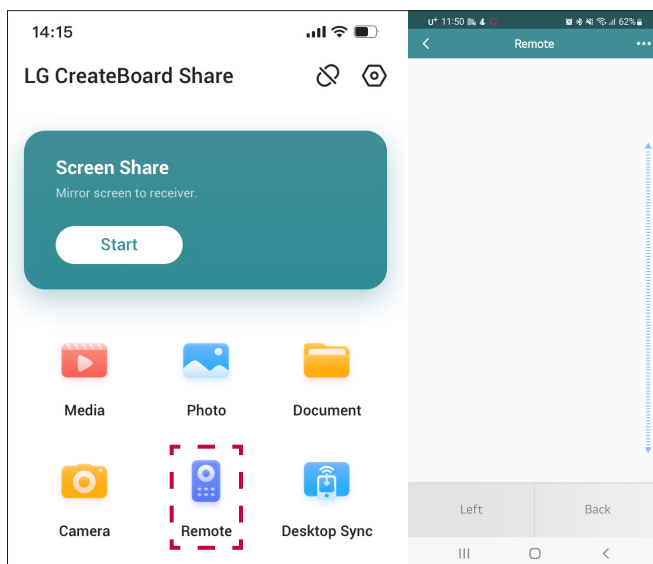 14:15
LG CreateBoard Share
Screen Share
Mirror screen to receiver.
Start
Media Photo Document
Camera Remote Desktop Sync
U+ 11:50 62%
Remote
Left Back